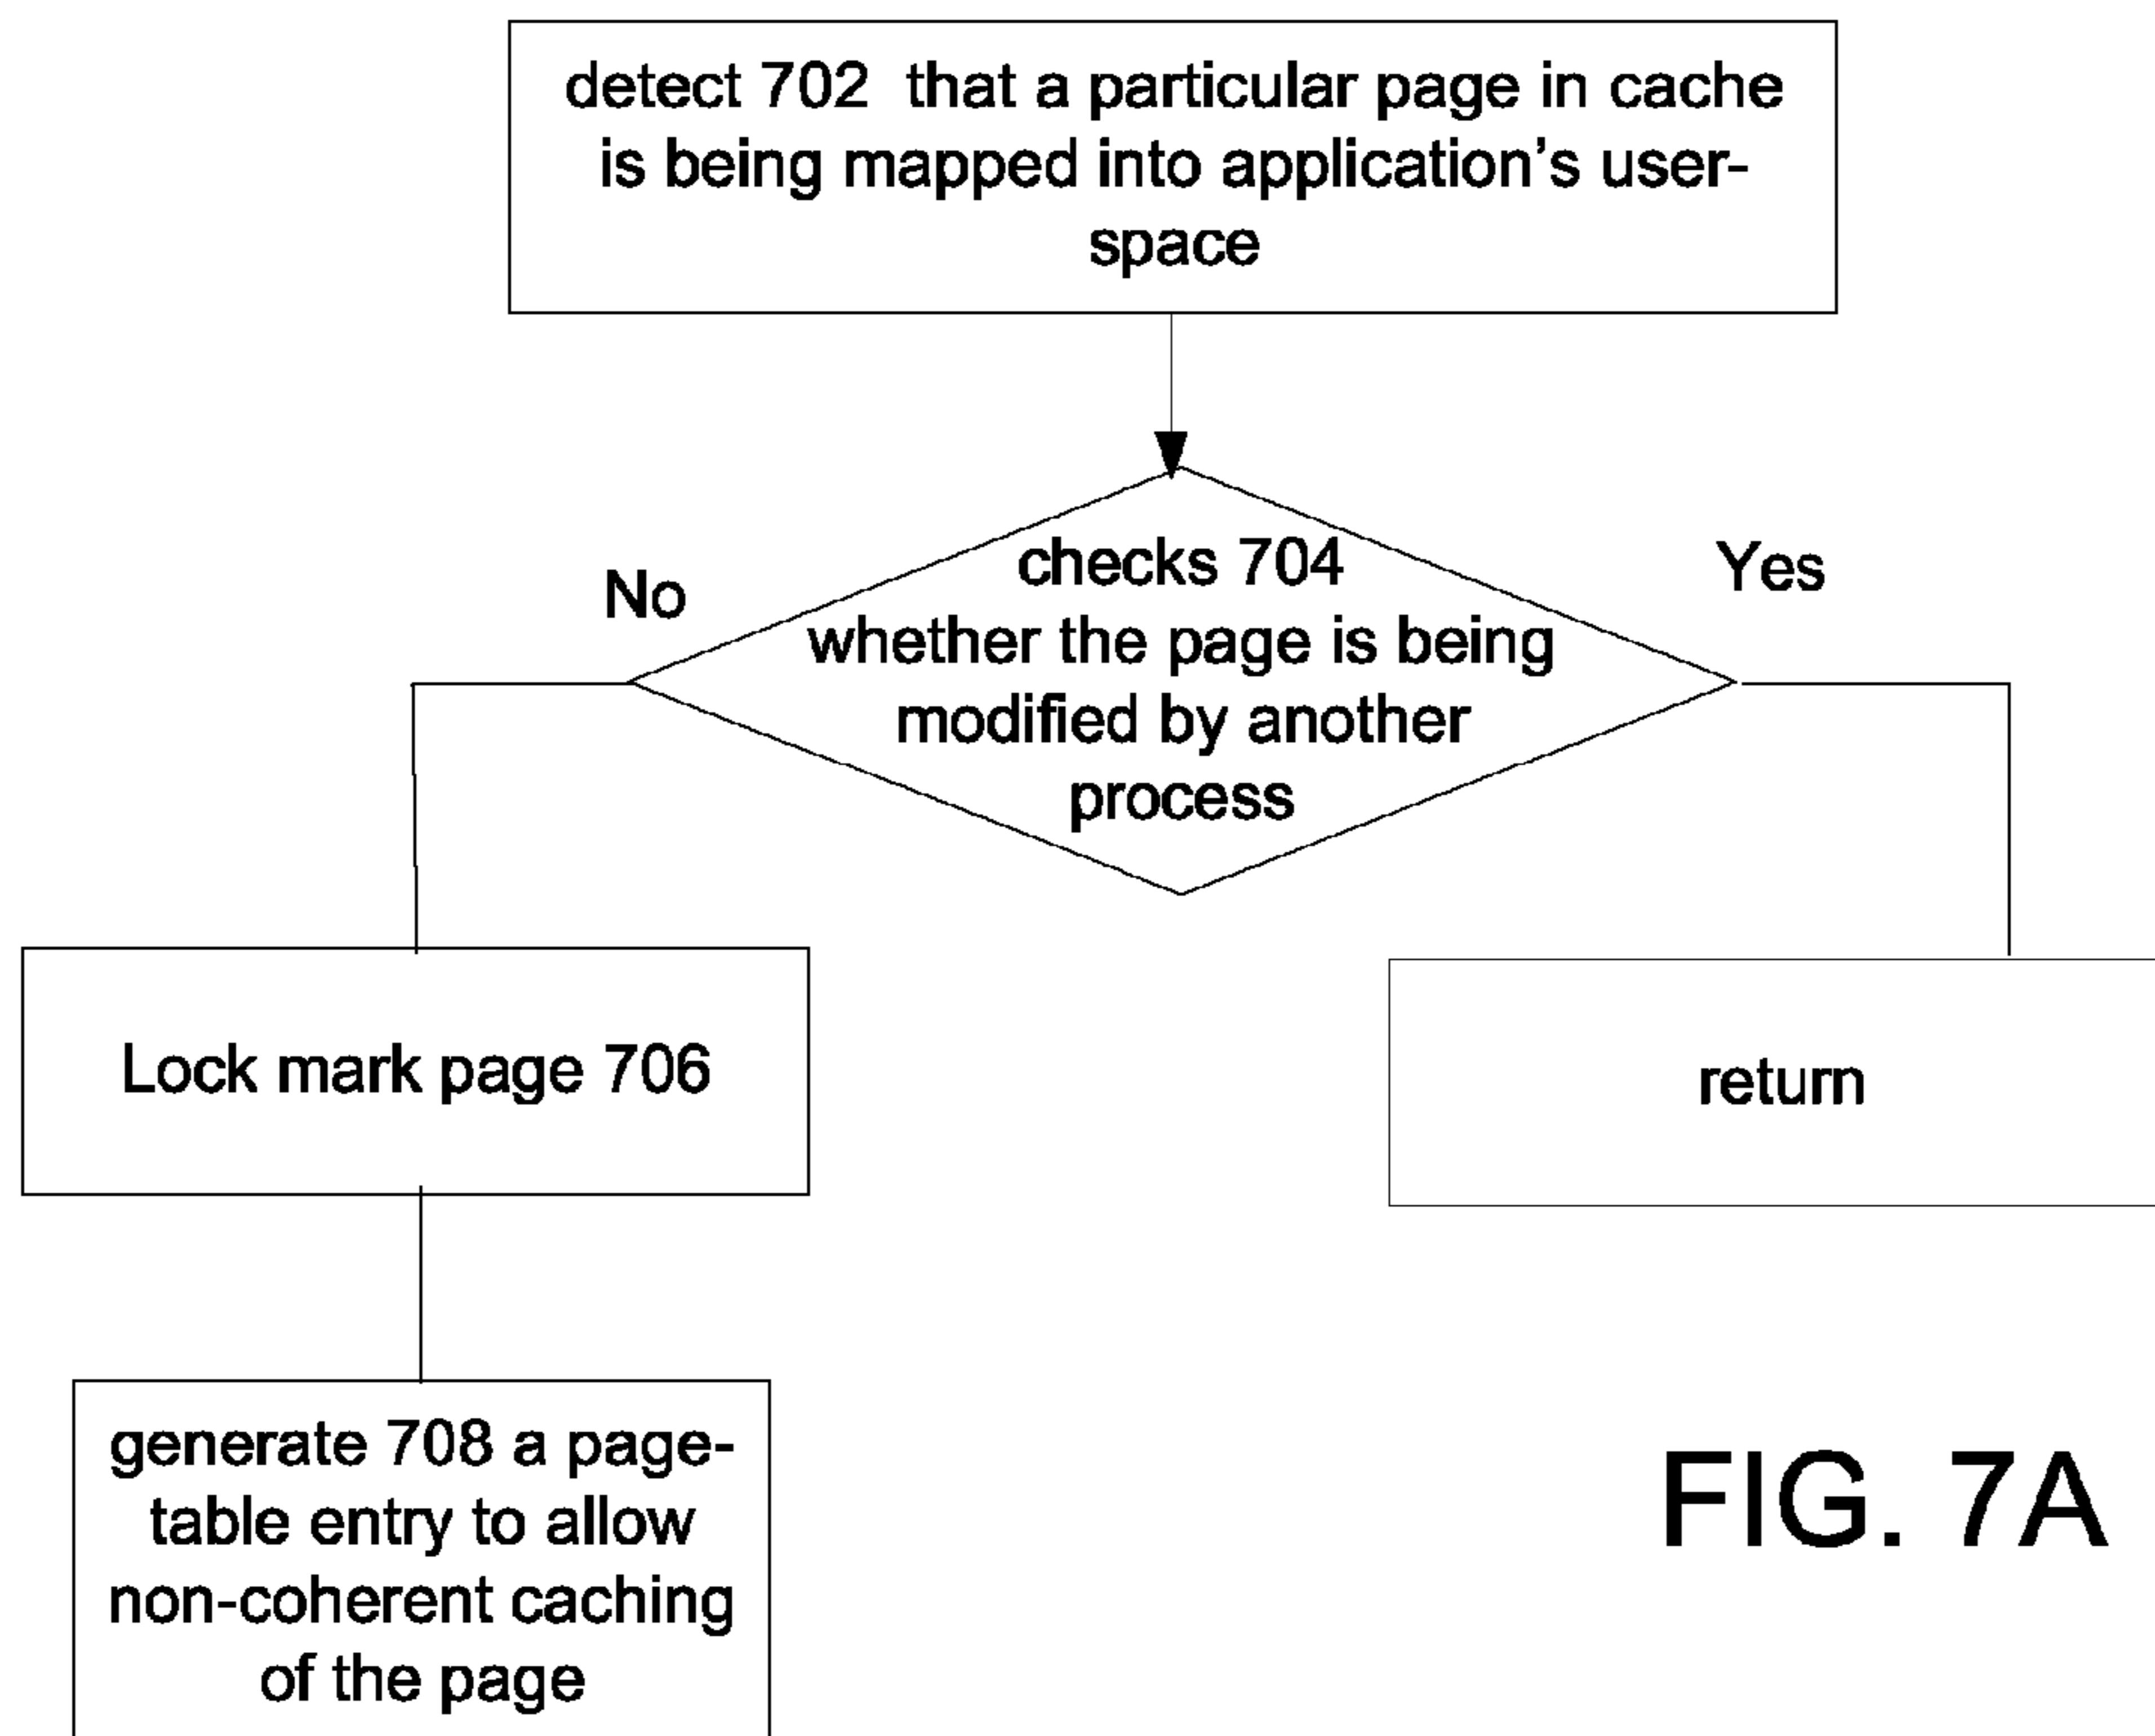 detect 702 that a particular page in cache
is being mapped into application's user-
space
checks 704
whether the page is being
modified by another
process
No
Yes
Lock mark page 706
return
generate 708 a page-
table entry to allow
non-coherent caching
of the page
FIG. 7A